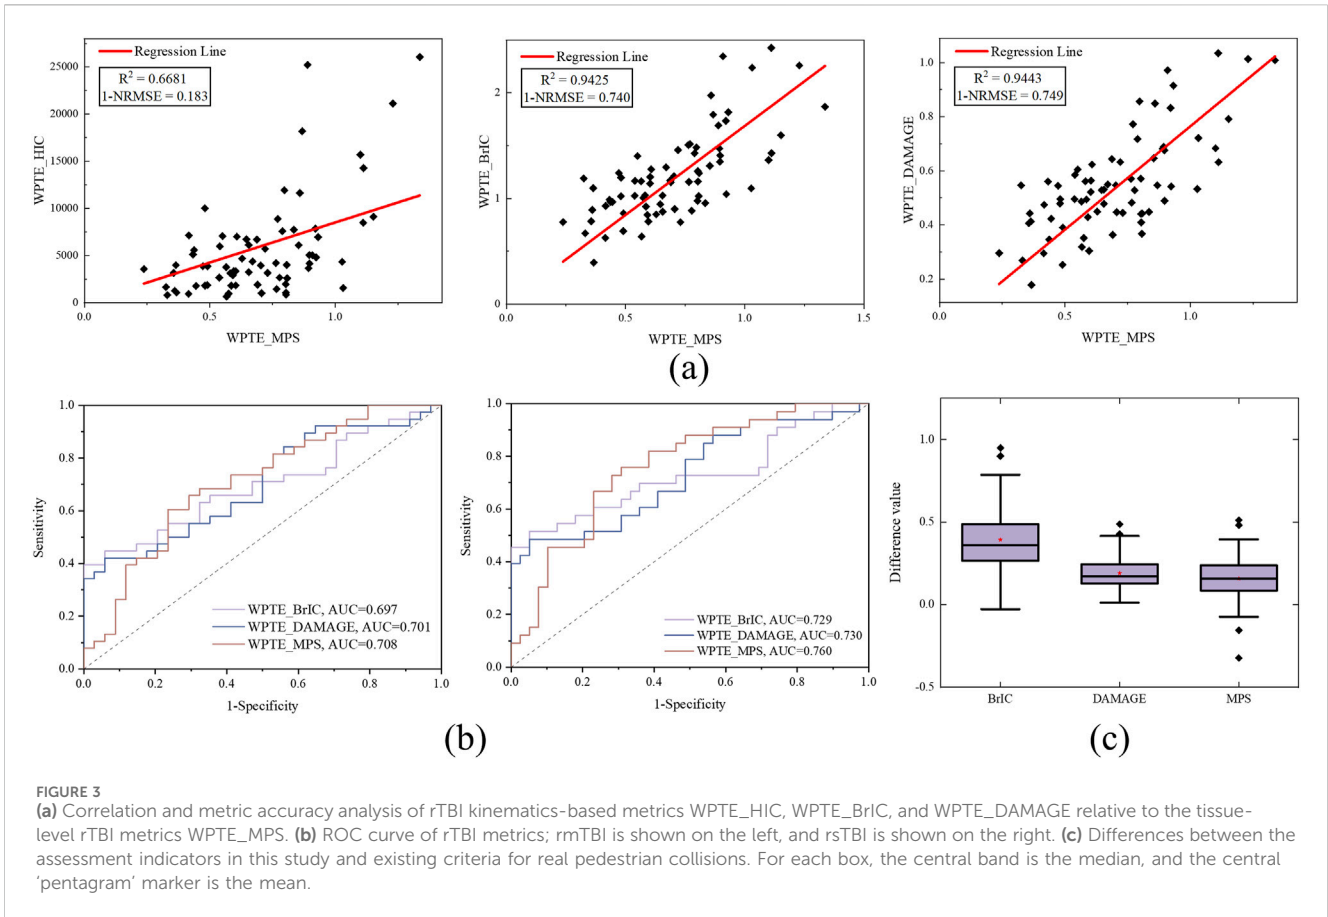 Regression Line
R² = 0.6681
1-NRMSE = 0.183
25000
20000
15000
10000
5000
0
WPTE_HIC
0.0
0.5
1.0
WPTE_MPS
Regression Line
R² = 0.9425
1-NRMSE = 0.740
2
1
0
WPTE_BrIC
0.0
0.5
1.0
1.5
WPTE_MPS
Regression Line
R² = 0.9443
1-NRMSE = 0.749
1.0
0.8
0.6
0.4
0.2
WPTE_DAMAGE
0.0
0.5
1.0
WPTE_MPS
(a)
1.0
0.8
0.6
0.4
0.2
0.0
Sensitivity
WPTE_BrIC, AUC=0.697
WPTE_DAMAGE, AUC=0.701
WPTE_MPS, AUC=0.708
0.0
0.2
0.4
0.6
0.8
1.0
1-Specificity
1.0
0.8
0.6
0.4
0.2
0.0
Sensitivity
WPTE_BrIC, AUC=0.729
WPTE_DAMAGE, AUC=0.730
WPTE_MPS, AUC=0.760
0.0
0.2
0.4
0.6
0.8
1.0
1-Specificity
(b)
1.0
0.5
0.0
-0.5
Difference value
BrIC
DAMAGE
MPS
(c)
FIGURE 3
(a) Correlation and metric accuracy analysis of rTBI kinematics-based metrics WPTE_HIC, WPTE_BrIC, and WPTE_DAMAGE relative to the tissue-
level rTBI metrics WPTE_MPS. (b) ROC curve of rTBI metrics; rmTBI is shown on the left, and rsTBI is shown on the right. (c) Differences between the
assessment indicators in this study and existing criteria for real pedestrian collisions. For each box, the central band is the median, and the central
‘pentagram’ marker is the mean.